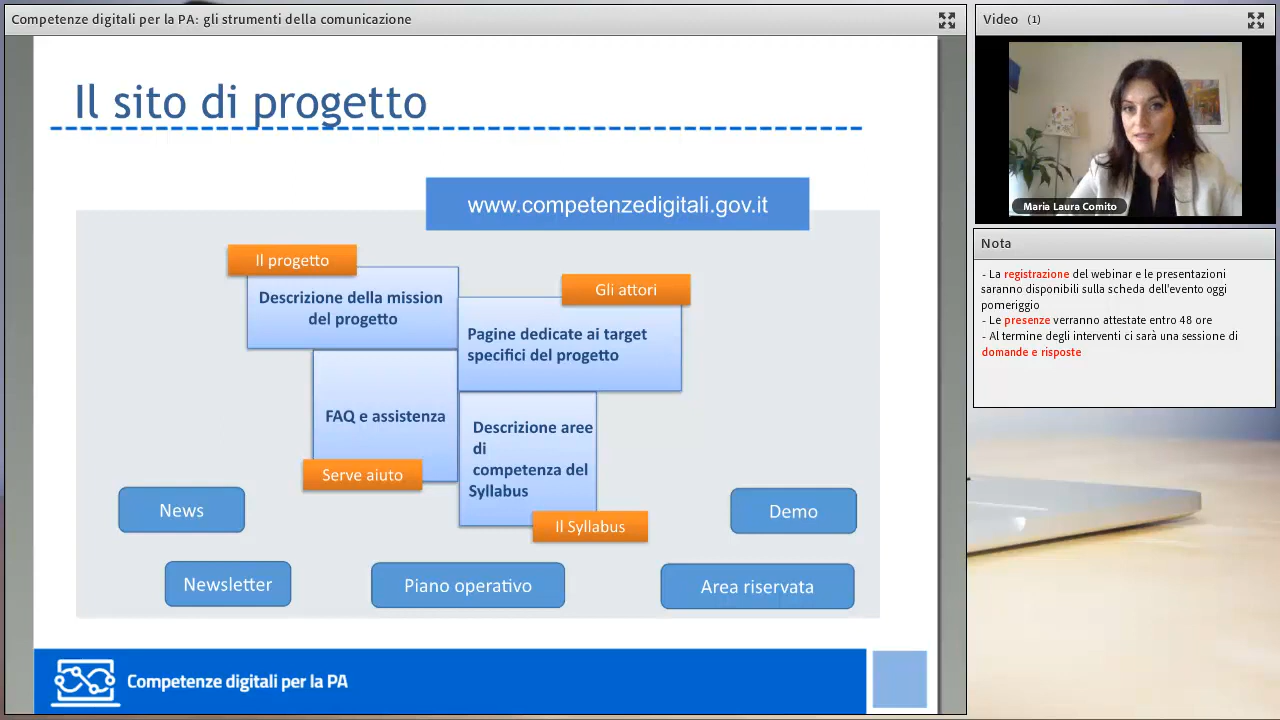 Competenze digitali per la PA: gli strumenti della comunicazione
Il sito di progetto
www.competenzedigitali.gov.it
Il progetto
Descrizione della mission
del progetto
Gli attori
Pagine dedicate ai target
specifici del progetto
FAQ e assistenza
Serve aiuto
Descrizione aree
di
competenza del
Syllabus
Il Syllabus
News
Demo
Newsletter
Piano operativo
Area riservata
Competenze digitali per la PA
Video (1)
Maria Laura Comito
Nota
- La registrazione del webinar e le presentazioni
saranno disponibili sulla scheda dell'evento oggi
pomeriggio
- Le presenze verranno attestate entro 48 ore
- Al termine degli interventi ci sarà una sessione di
domande e risposte